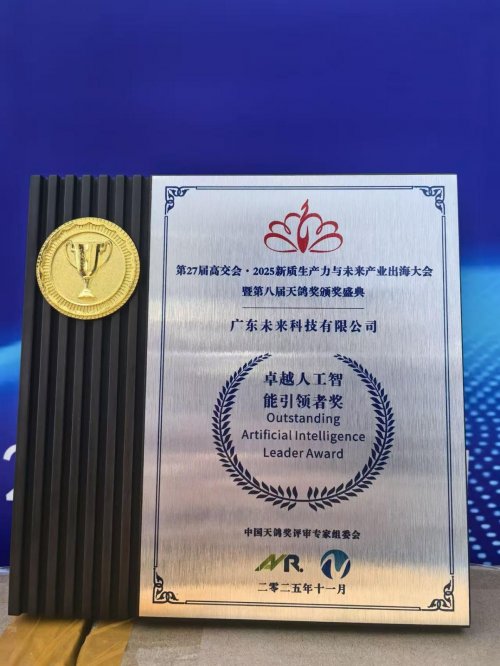 第27届高交会·2025新质生产力与未来产业出海大会
暨第八届天鸽奖颁奖盛典
广东未来科技有限公司
卓越人工智
能引领者奖
Outstanding
Artificial Intelligence
Leader Award
中国天鸽奖评审专家组委会
二零二五年十一月